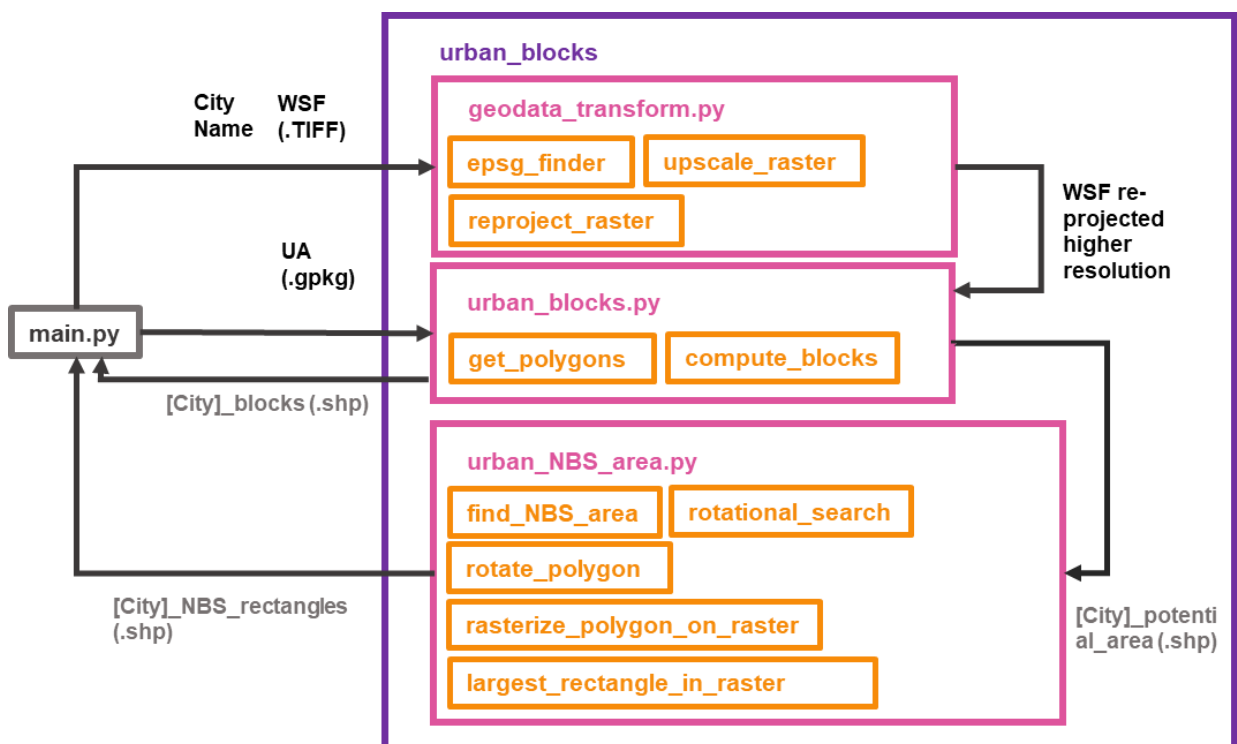 urban_blocks
City
Name
WSF
(.TIFF)
geodata_transform.py
epsg_finder
upscale_raster
reproject_raster
WSF re-
projected
higher
resolution
UA
(.gpkg)
main.py
urban_blocks.py
get_polygons
compute_blocks
[City]_blocks (.shp)
urban_NBS_area.py
find_NBS_area
rotational_search
rotate_polygon
rasterize_polygon_on_raster
largest_rectangle_in_raster
[City]_NBS_rectangles
(.shp)
[City]_potenti
al_area (.shp)